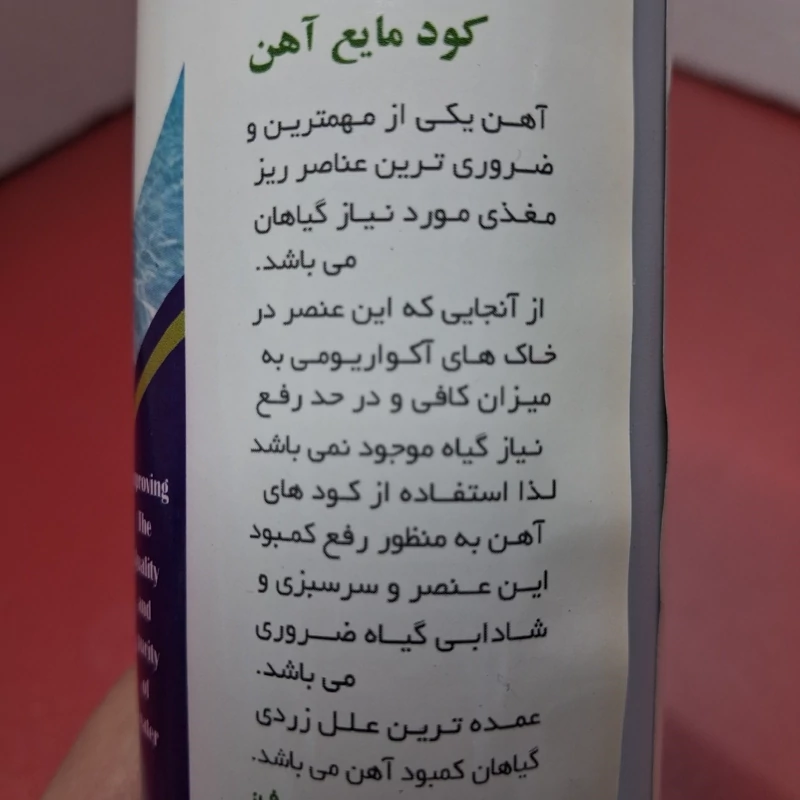 کود مایع آهن
آهن یکی از مهمترین و
ضروری ترین عناصر ریز
مغذی مورد نیاز گیاهان
می باشد.
از آنجایی که این عنصر در
خاک های آکواریومی به
میزان کافی و در حد رفع
نیاز گیاه موجود نمی باشد
لذا استفاده از کود های
آهن به منظور رفع کمبود
این عنصر و سرسبزی و
شادابی گیاه ضروری
می باشد.
عمده ترین علل زردی
گیاهان کمبود آهن می باشد.
The
and
of